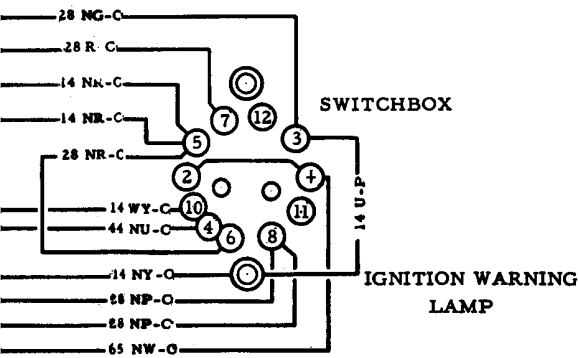 28 NG-C
28 R-C
14 NR-C
7
12
SWITCHBOX
14 NR-C
5
3
28 NR-C
2
+
14 U-P
14 WY-C
10
11
44 NU-C
4
6
8
14 NY-C
IGNITION WARNING
LAMP
28 NP-C
28 NP-C
65 NW-C